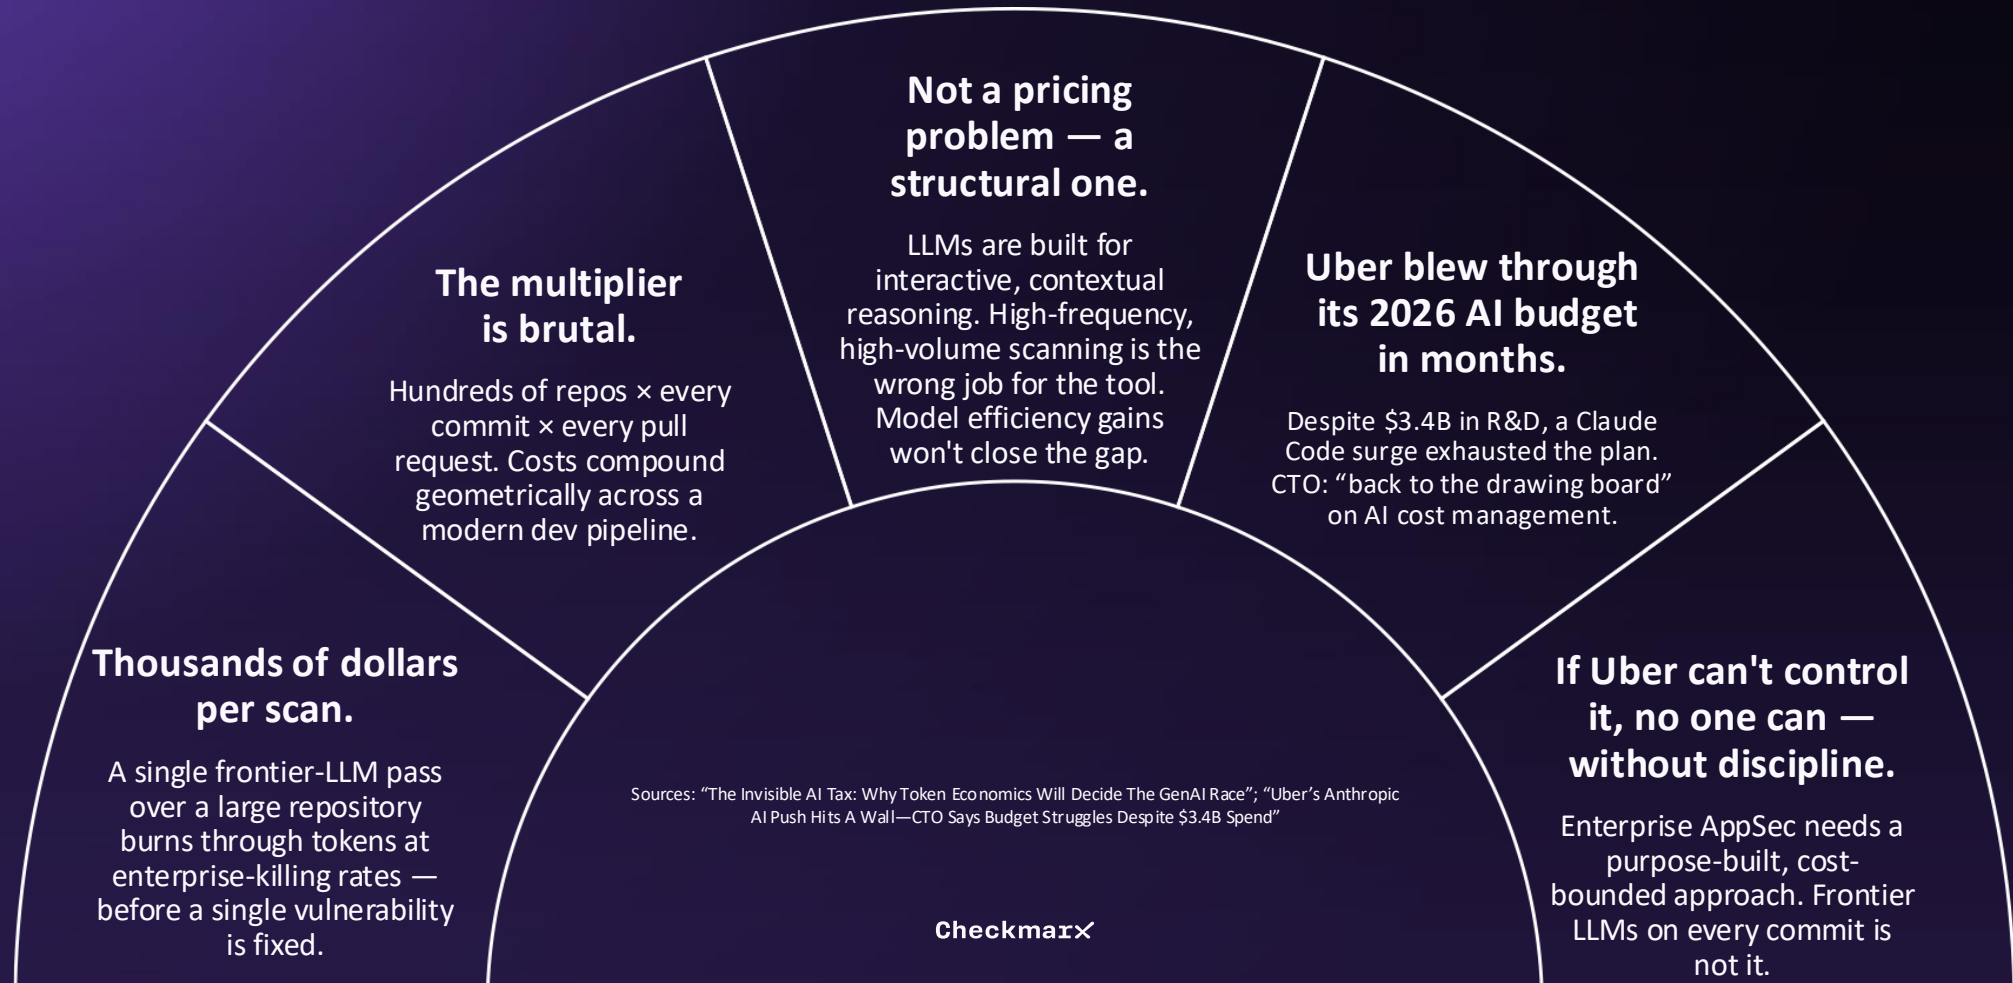 Thousands of dollars
per scan.
A single frontier-LLM pass
over a large repository
burns through tokens at
enterprise-killing rates —
before a single vulnerability
is fixed.
The multiplier
is brutal.
Hundreds of repos × every
commit × every pull
request. Costs compound
geometrically across a
modern dev pipeline.
Not a pricing
problem — a
structural one.
LLMs are built for
interactive, contextual
reasoning. High-frequency,
high-volume scanning is the
wrong job for the tool.
Model efficiency gains
won't close the gap.
Uber blew through
its 2026 AI budget
in months.
Despite $3.4B in R&D, a Claude
Code surge exhausted the plan.
CTO: “back to the drawing board”
on AI cost management.
If Uber can't control
it, no one can —
without discipline.
Enterprise AppSec needs a
purpose-built, cost-
bounded approach. Frontier
LLMs on every commit is
not it.
Sources: “The Invisible AI Tax: Why Token Economics Will Decide The GenAI Race”; “Uber’s Anthropic
AI Push Hits A Wall—CTO Says Budget Struggles Despite $3.4B Spend”
Checkmarx